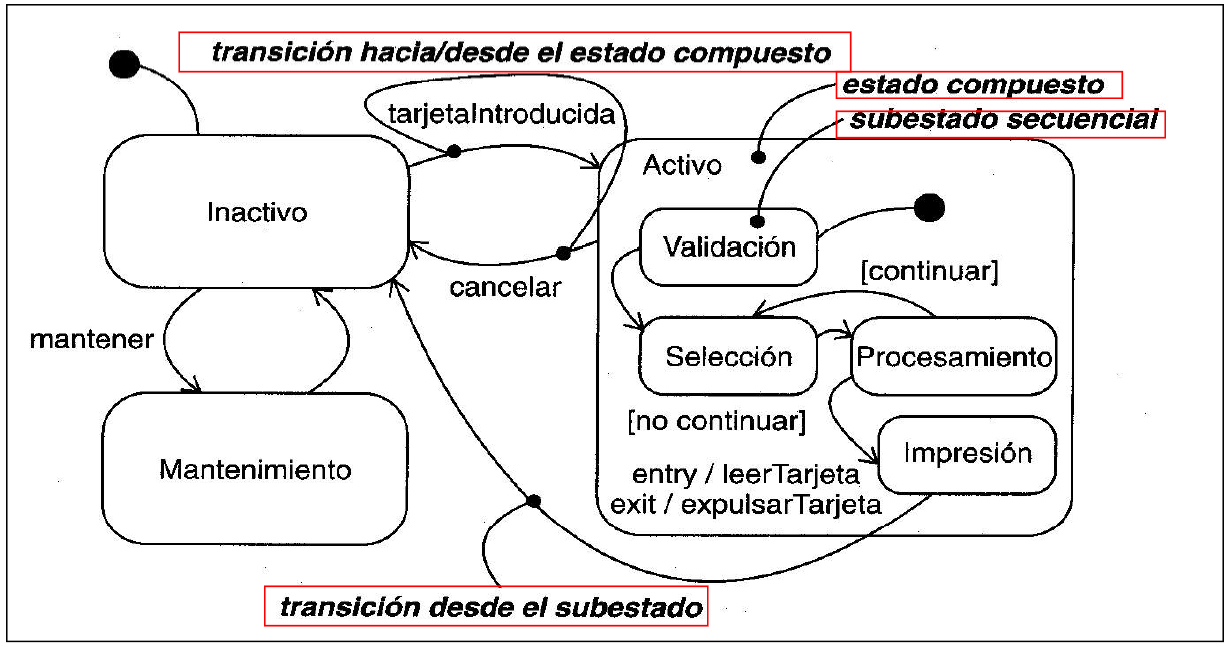 transición hacia/desde el estado compuesto
estado compuesto
tarjetaIntroducida
subestado secuencial
Activo
Inactivo
Validación
[continuar]
cancelar
mantener
Selección
Procesamiento
[no continuar]
Impresión
Mantenimiento
entry / leerTarjeta
exit / expulsarTarjeta
transición desde el subestado